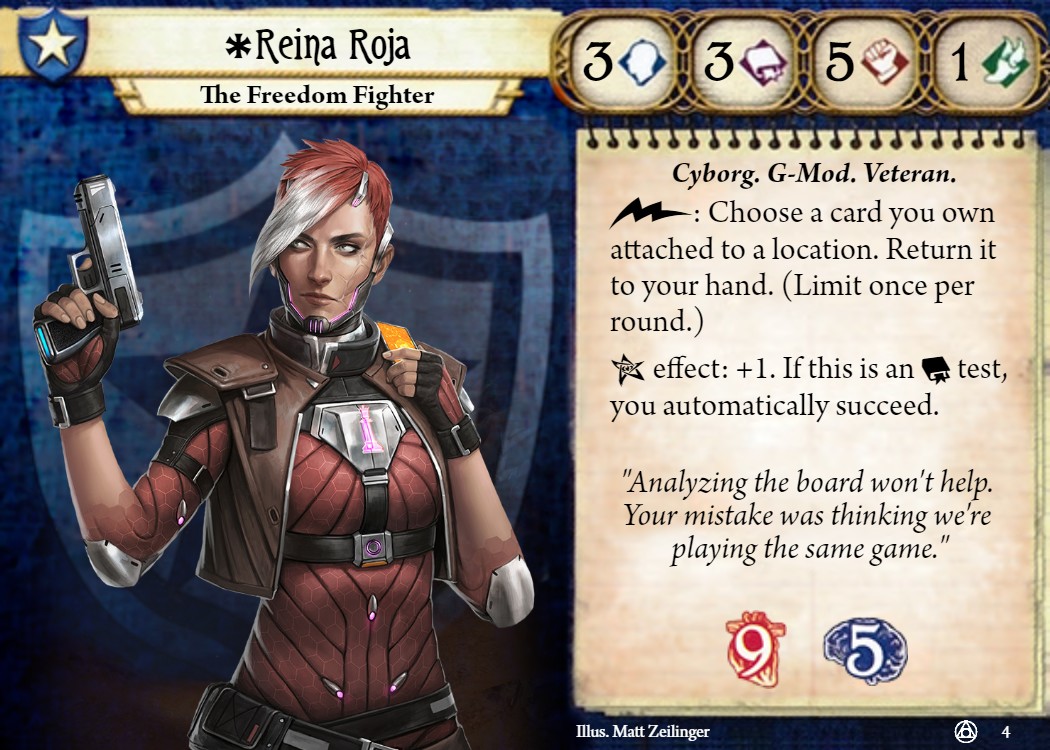 *Reina Roja
The Freedom Fighter
3 3 5 1
Cyborg. G-Mod. Veteran.
: Choose a card you own
attached to a location. Return it
to your hand. (Limit once per
round.)
effect: +1. If this is an test,
you automatically succeed.
"Analyzing the board won't help.
Your mistake was thinking we're
playing the same game."
9 5
Illus. Matt Zeilinger
4